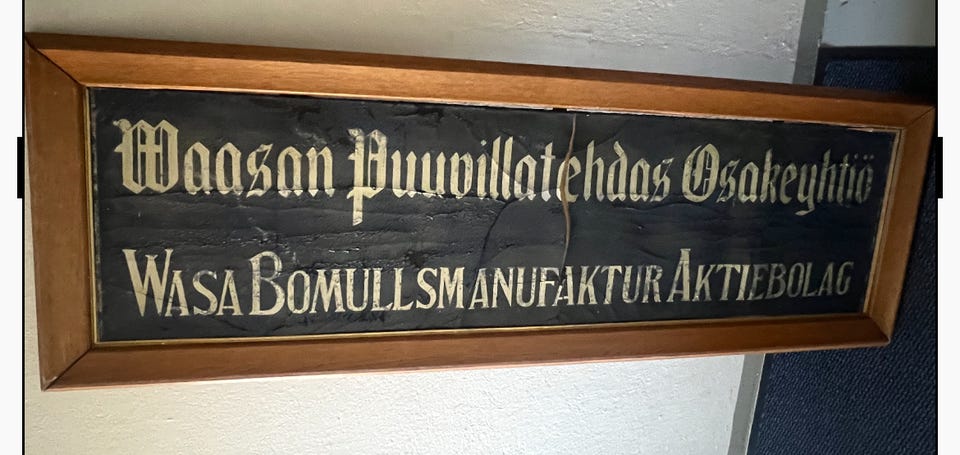 Waasan Puuvillatehdas Osakeyhtiö
WASA BOMULLSMANUFAKTUR AKTIEBOLAG